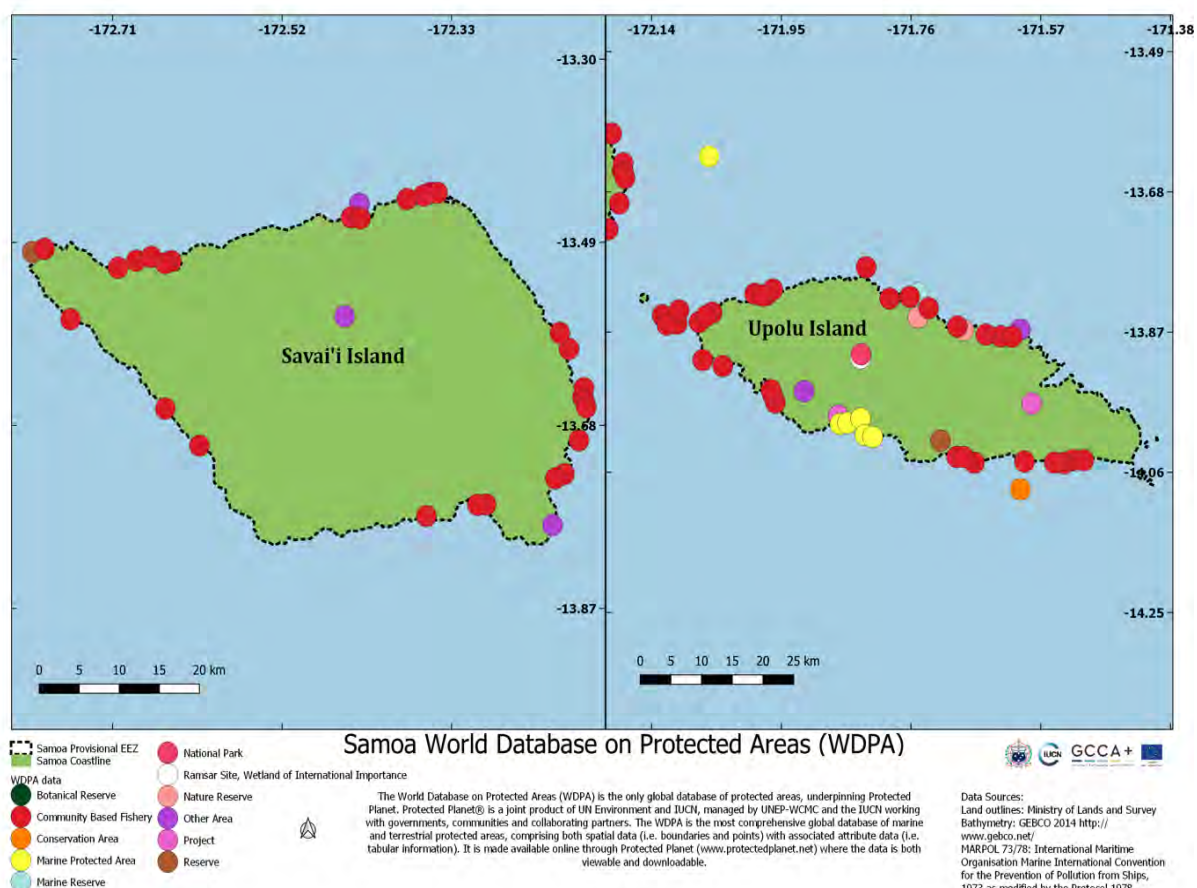 -172.71 -172.52 -172.33
-172.14 -171.95 -171.76 -171.57 -171.38
-13.30
-13.49
-13.68
-13.87
-13.49
-13.68
-13.87
-14.06
-14.25
Savai'i Island
Upolu Island
0 5 10 15 20 km
0 5 10 15 20 25 km
Samoa World Database on Protected Areas (WDPA)
Samoa Provisional EEZ
Samoa Coastline
WDPA data
Botanical Reserve
Community Based Fishery
Conservation Area
Marine Protected Area
Marine Reserve
National Park
Ramsar Site, Wetland of International Importance
Nature Reserve
Other Area
Project
Reserve
The World Database on Protected Areas (WDPA) is the only global database of protected areas, underpinning Protected
Planet. Protected Planet® is a joint product of UN Environment and IUCN, managed by UNEP-WCMC and the IUCN working
with governments, communities and collaborating partners. The WDPA is the most comprehensive global database of marine
and terrestrial protected areas, comprising both spatial data (i.e. boundaries and points) with associated attribute data (i.e.
tabular information). It is made available online through Protected Planet (www.protectedplanet.net) where the data is both
viewable and downloadable.
IUCN
GCCA+
Data Sources:
Land outlines: Ministry of Lands and Survey
Bathymetry: GEBCO 2014 http://
www.gebco.net/
MARPOL 73/78: International Maritime
Organisation Marine International Convention
for the Prevention of Pollution from Ships,
1973 as modified by the Protocol 1978